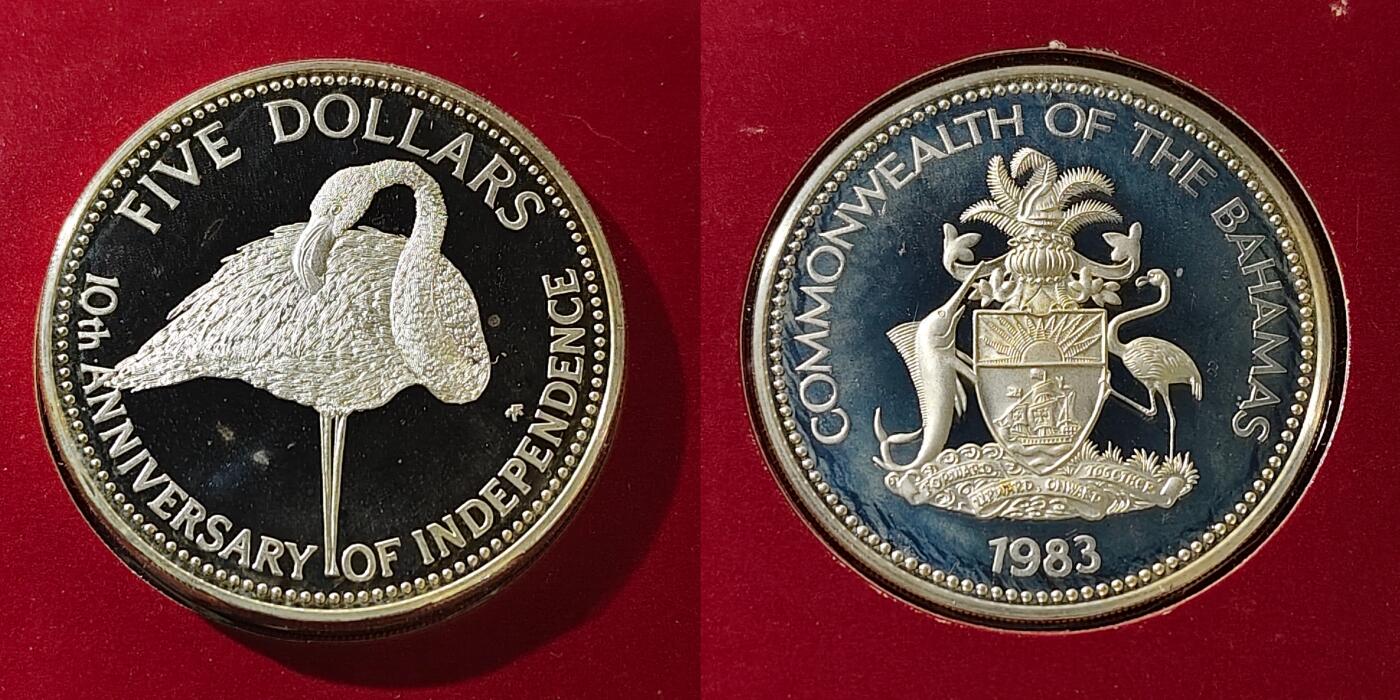 FIVE DOLLARS
10th ANNIVERSARY OF INDEPENDENCE
COMMONWEALTH OF THE BAHAMAS
FORWARD, UPWARD, ONWARD TOGETHER
1983